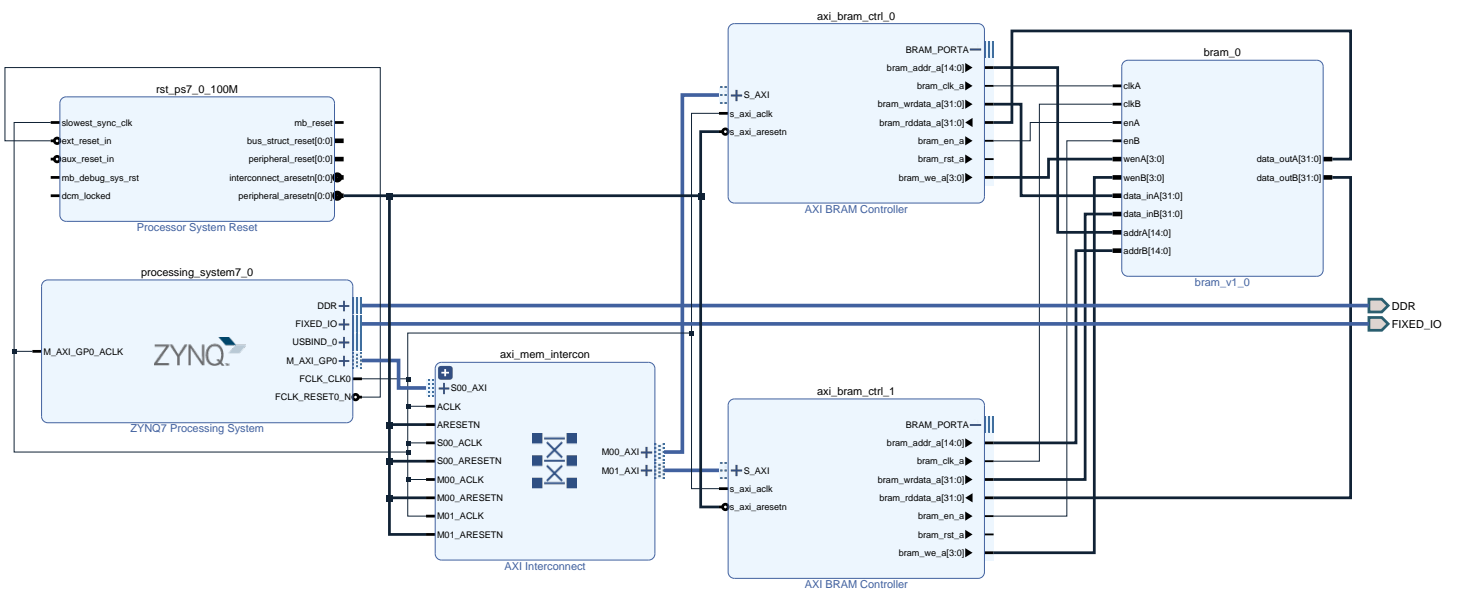 rst_ps7_0_100M
slowest_sync_clk
ext_reset_in
aux_reset_in
mb_debug_sys_rst
dcm_locked
mb_reset
bus_struct_reset[0:0]
peripheral_reset[0:0]
interconnect_aresetn[0:0]
peripheral_aresetn[0:0]
Processor System Reset
processing_system7_0
M_AXI_GP0_ACLK
ZYNQ
DDR
FIXED_IO
USBIND_0
M_AXI_GP0
FCLK_CLK0
FCLK_RESET0_N
ZYNQ7 Processing System
axi_mem_intercon
S00_AXI
ACLK
ARESETN
S00_ACLK
S00_ARESETN
M00_ACLK
M00_ARESETN
M01_ACLK
M01_ARESETN
M00_AXI
M01_AXI
AXI Interconnect
axi_bram_ctrl_0
S_AXI
s_axi_aclk
s_axi_aresetn
BRAM_PORTA
bram_addr_a[14:0]
bram_clk_a
bram_wrdata_a[31:0]
bram_rddata_a[31:0]
bram_en_a
bram_rst_a
bram_we_a[3:0]
AXI BRAM Controller
axi_bram_ctrl_1
S_AXI
s_axi_aclk
s_axi_aresetn
BRAM_PORTA
bram_addr_a[14:0]
bram_clk_a
bram_wrdata_a[31:0]
bram_rddata_a[31:0]
bram_en_a
bram_rst_a
bram_we_a[3:0]
AXI BRAM Controller
bram_0
clkA
clkB
enA
enB
wenA[3:0]
wenB[3:0]
data_inA[31:0]
data_inB[31:0]
addrA[14:0]
addrB[14:0]
data_outA[31:0]
data_outB[31:0]
bram_v1_0
DDR
FIXED_IO